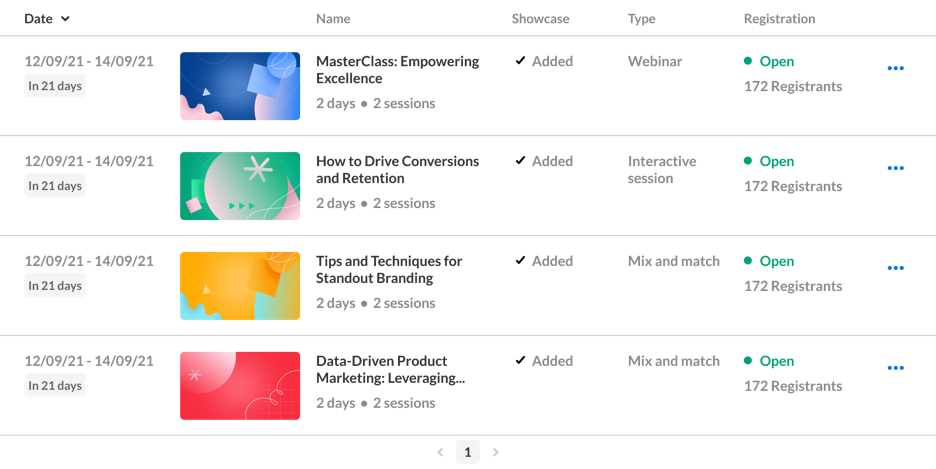 Date Name Showcase Type Registration
12/09/21 - 14/09/21
In 21 days
MasterClass: Empowering
Excellence
2 days • 2 sessions
Added
Webinar
Open
172 Registrants
12/09/21 - 14/09/21
In 21 days
How to Drive Conversions
and Retention
2 days • 2 sessions
Added
Interactive
session
Open
172 Registrants
12/09/21 - 14/09/21
In 21 days
Tips and Techniques for
Standout Branding
2 days • 2 sessions
Added
Mix and match
Open
172 Registrants
12/09/21 - 14/09/21
In 21 days
Data-Driven Product
Marketing: Leveraging...
2 days • 2 sessions
Added
Mix and match
Open
172 Registrants
1